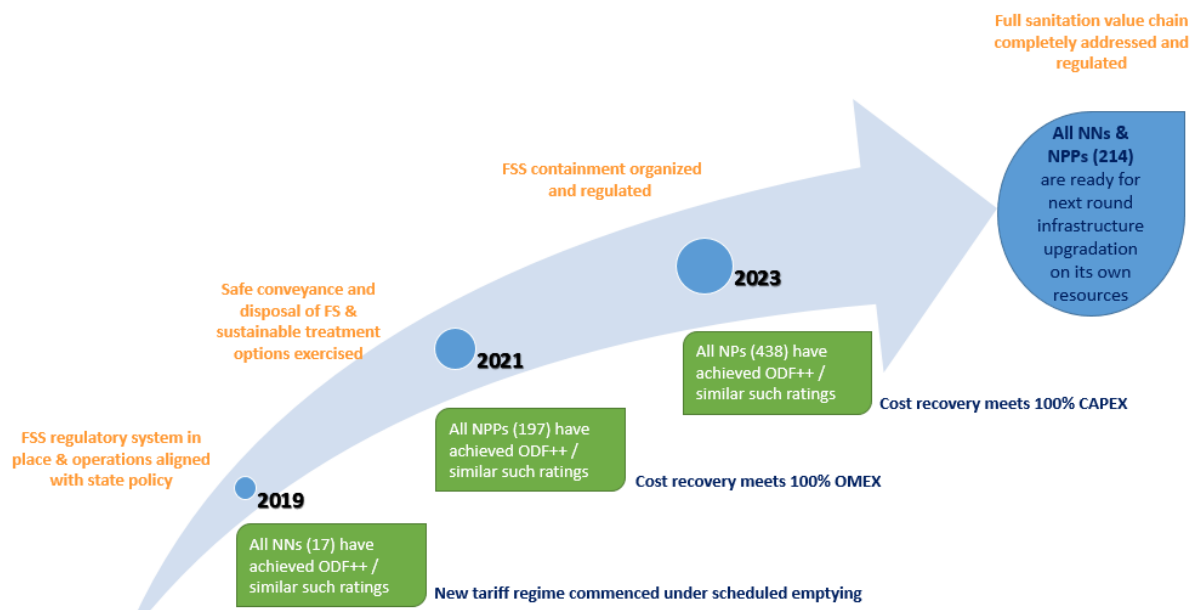 Full sanitation value chain
completely addressed and
regulated
All NNs &
NPPs (214)
are ready for
next round
infrastructure
upgradation
on its own
resources
FSS containment organized
and regulated
2023
All NPs (438) have
achieved ODF++ /
similar such ratings
Cost recovery meets 100% CAPEX
Safe conveyance and
disposal of FS &
sustainable treatment
options exercised
2021
All NPPs (197) have
achieved ODF++ /
similar such ratings
Cost recovery meets 100% OMEX
FSS regulatory system in
place & operations aligned
with state policy
2019
All NNs (17) have
achieved ODF++ /
similar such ratings
New tariff regime commenced under scheduled emptying